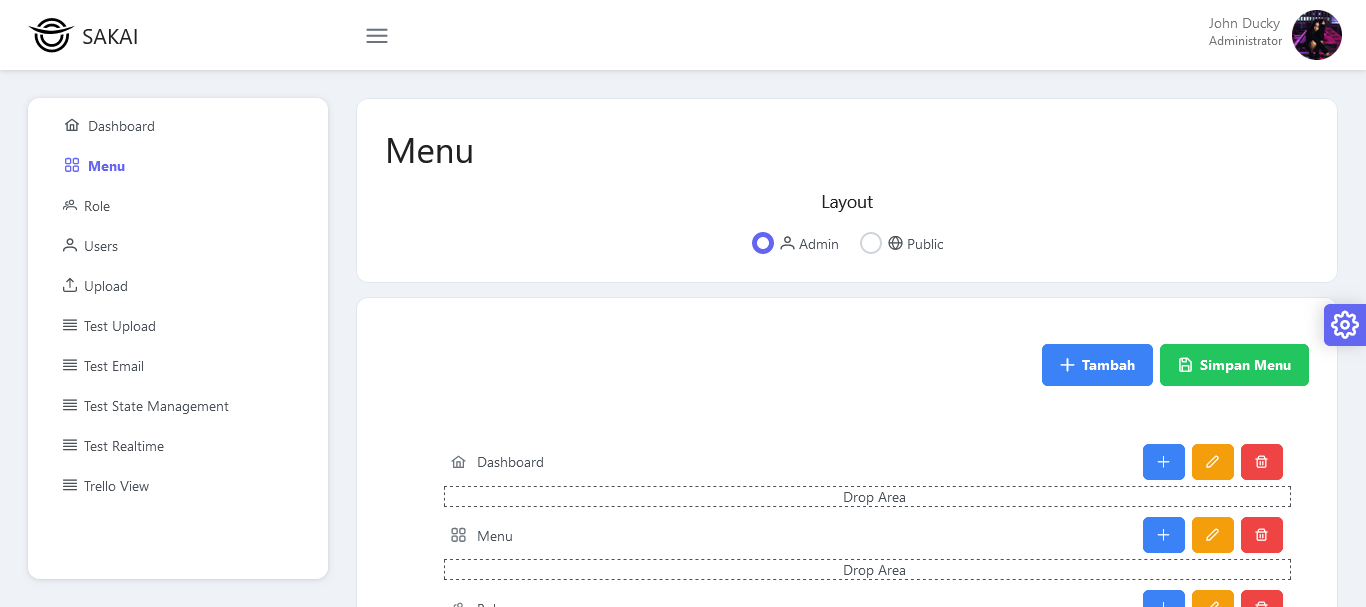 SAKAI
John Ducky
Administrator
Dashboard
Menu
Role
Users
Upload
Test Upload
Test Email
Test State Management
Test Realtime
Trello View
Menu
Layout
Admin
Public
Tambah
Simpan Menu
Dashboard
Drop Area
Menu
Drop Area